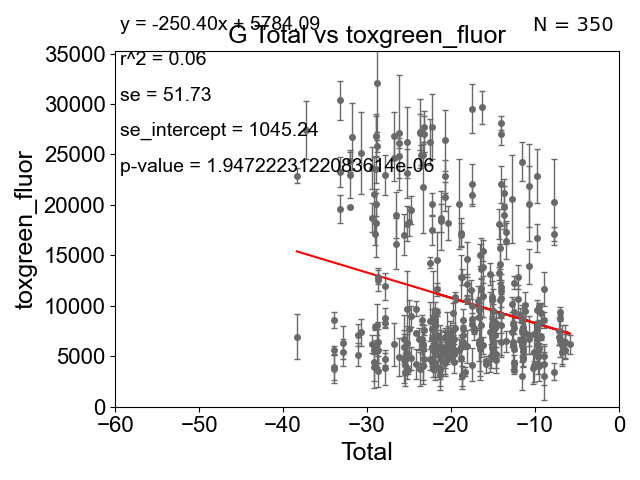 y = -250.40x + 5784.09
N = 350
G Total vs toxgreen_fluor
r^2 = 0.06
se = 51.73
se_intercept = 1045.24
p-value = 1.9472223122083614e-06
35000
30000
25000
20000
15000
10000
5000
0
toxgreen_fluor
−60 −50 −40 −30 −20 −10 0
Total